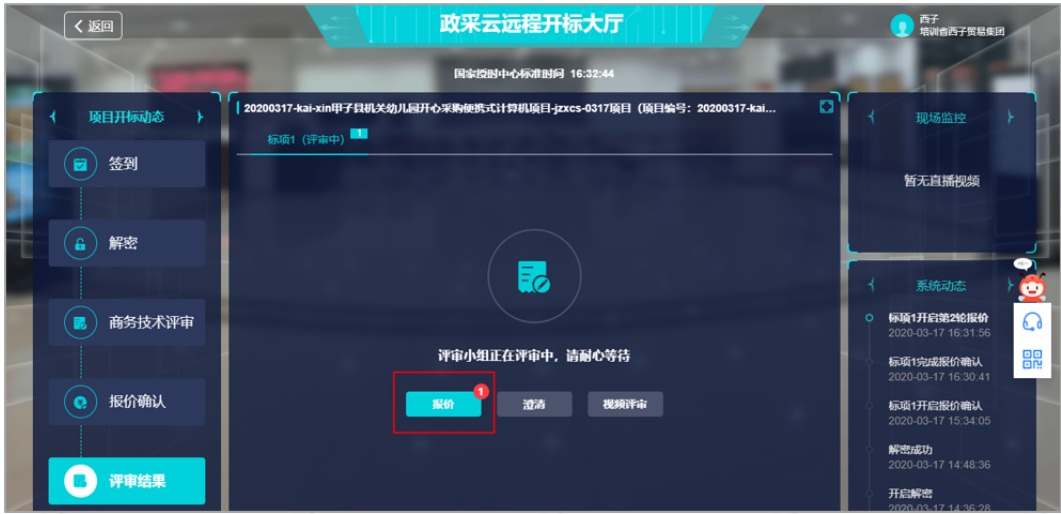 返回
政采云远程开标大厅
西子
培训省西子贸易集团
国家授时中心标准时间 16:32:44
项目开标动态
签到
解密
商务技术评审
报价确认
评审结果
20200317-kai-xin甲子县机关幼儿园开心采购便携式计算机项目-jzxcs-0317项目（项目编号：20200317-kai...
标项1（评审中） 1
评审小组正在评审中，请耐心等待
报价 1
澄清
视频评审
现场监控
暂无直播视频
系统动态
标项1开启第2轮报价
2020-03-17 16:31:56
标项1完成报价确认
2020-03-17 16:30:41
标项1开启报价确认
2020-03-17 15:34:05
解密成功
2020-03-17 14:48:36
开启解密
2020-03-17 14:36:28